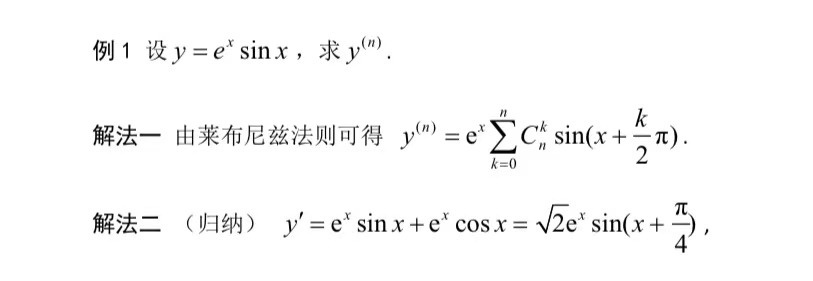 例1 设 $y = e^x \sin x$ ，求 $y^{(n)}$ .
解法一 由莱布尼兹法则可得 $y^{(n)} = \mathrm{e}^x \sum_{k=0}^{n} C_n^k \sin(x + \frac{k}{2}\pi)$ .
解法二 （归纳） $y' = \mathrm{e}^x \sin x + \mathrm{e}^x \cos x = \sqrt{2}\mathrm{e}^x \sin(x + \frac{\pi}{4})$ ,